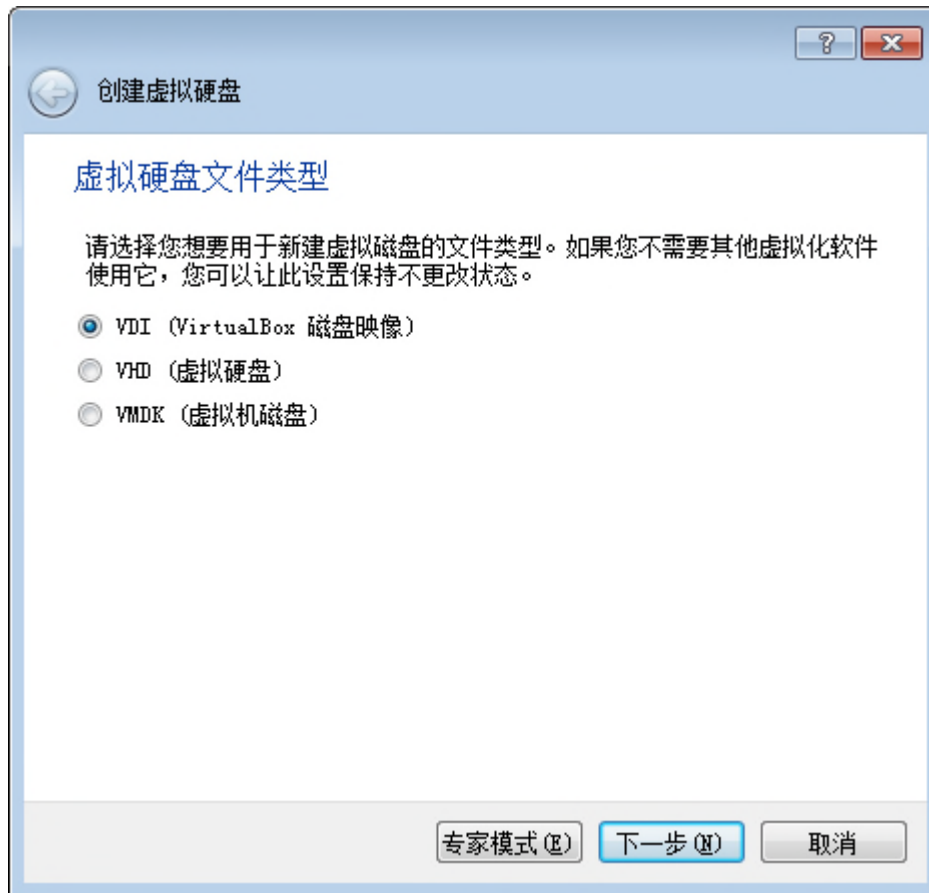 ?
创建虚拟硬盘
虚拟硬盘文件类型
请选择您想要用于新建虚拟磁盘的文件类型。如果您不需要其他虚拟化软件
使用它，您可以让此设置保持不更改状态。
VDI (VirtualBox 磁盘映像)
VHD (虚拟硬盘)
VMDK (虚拟机磁盘)
专家模式(E) 下一步(N) 取消